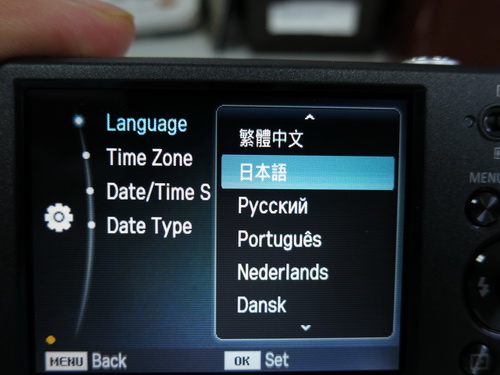 Language
Time Zone
Date/Time S
Date Type
繁體中文
日本語
Русский
Português
Nederlands
Dansk
MENU Back
OK Set
MENU